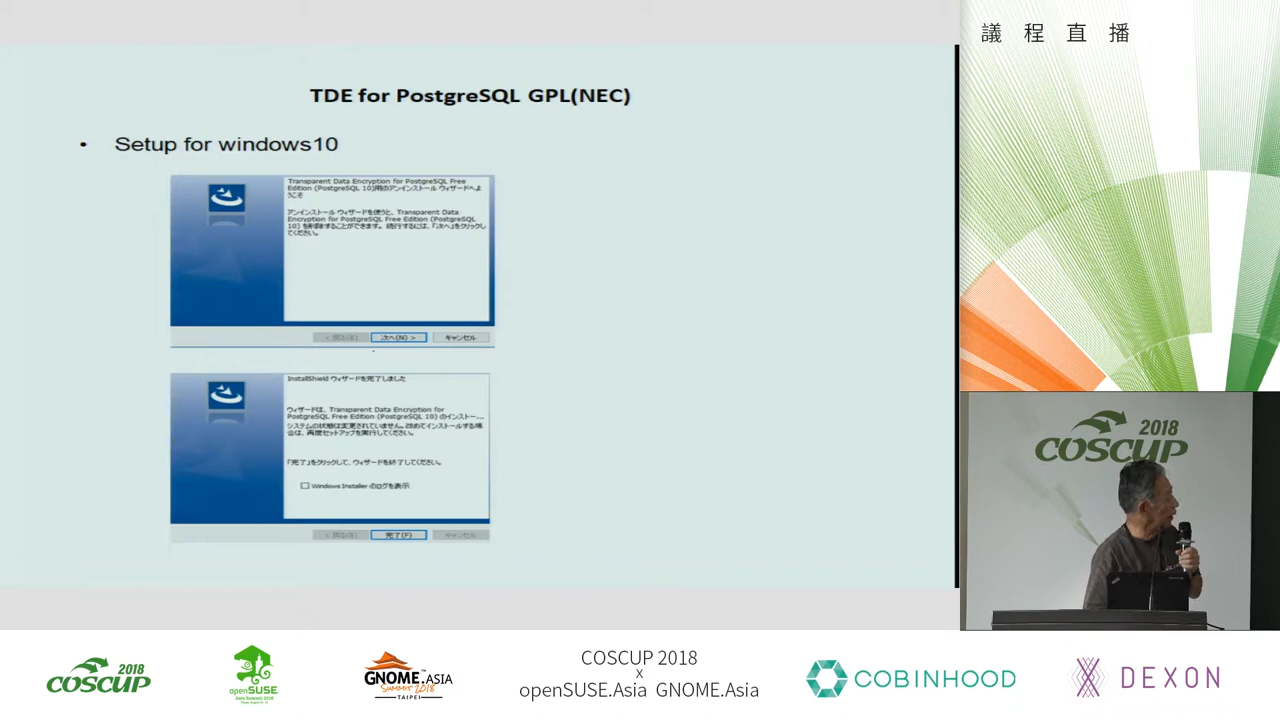 議程直播
TDE for PostgreSQL GPL(NEC)
• Setup for windows10
Transparent Data Encryption for PostgreSQL Free
Edition (PostgreSQL 10)用のアンインストール ウィザードへよ
うこそ
アンインストール ウィザードを使うと、Transparent Data
Encryption for PostgreSQL Free Edition (PostgreSQL
10) を削除することができます。続行するには、「次へ」をクリックし
てください。
< 戻る(B)
次へ(N) >
キャンセル
InstallShield ウィザードを完了しました
ウィザードは、Transparent Data Encryption for
PostgreSQL Free Edition (PostgreSQL 10) のインストー...
システムの状態は変更されていません。改めてインストールする場
合は、再度セットアップを実行してください。
「完了」をクリックして、ウィザードを終了してください。
Windows Installer のログを表示
< 戻る(B)
完了(F)
キャンセル
2018
COSCUP
2018
COSCUP
openSUSE
GNOME.ASIA
Summit 2018
TAIPEI
COSCUP 2018
x
openSUSE.Asia GNOME.Asia
COBINHOOD
DEXON